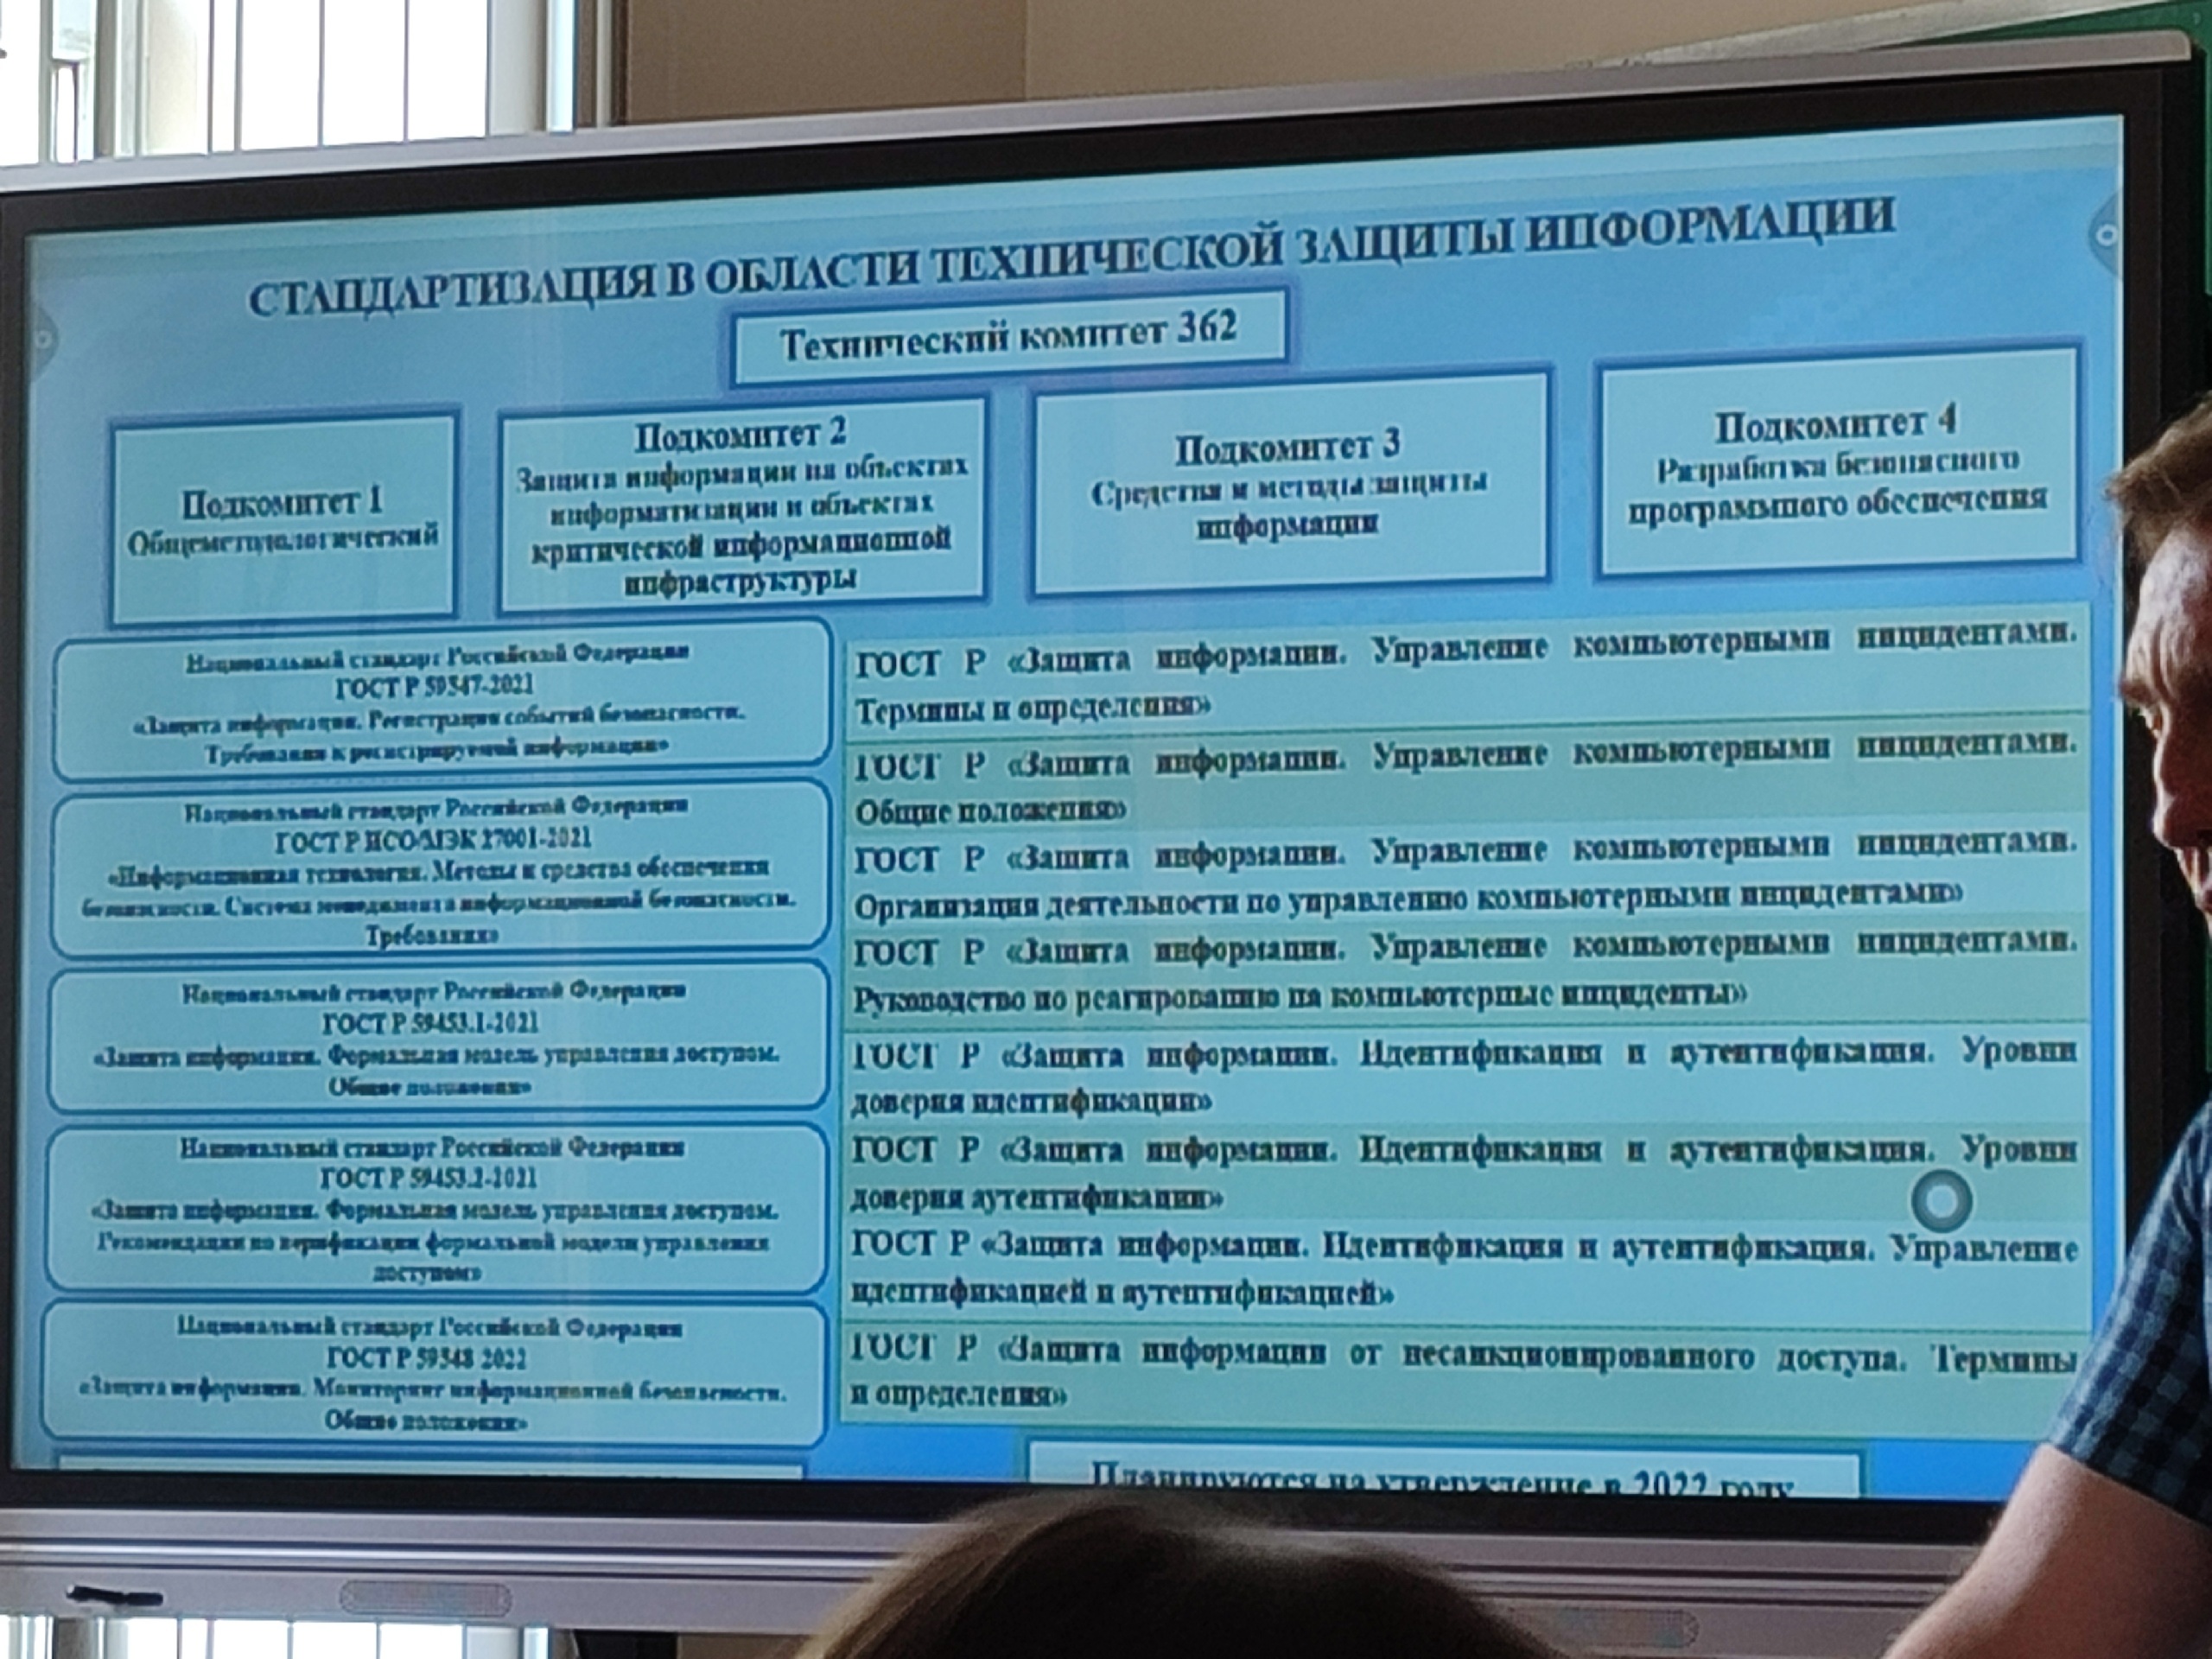 СТАНДАРТИЗАЦИЯ В ОБЛАСТИ ТЕХНИЧЕСКОЙ ЗАЩИТЫ ИНФОРМАЦИИ
Технический комитет 362
Подкомитет 1
Общеметодологический
Подкомитет 2
Защита информации на объектах
информатизации и объектах
критической информационной
инфраструктуры
Подкомитет 3
Средства и методы защиты
информации
Подкомитет 4
Разработка безопасного
программного обеспечения
Национальный стандарт Российской Федерации
ГОСТ Р 59547-2021
«Защита информации. Регистрация событий безопасности.
Требования к регистрируемой информации»
Национальный стандарт Российской Федерации
ГОСТ Р ИСО/МЭК 27001-2021
«Информационная технология. Методы и средства обеспечения
безопасности. Система менеджмента информационной безопасности.
Требования»
Национальный стандарт Российской Федерации
ГОСТ Р 59453.1-2021
«Защита информации. Формальная модель управления доступом.
Общие положения»
Национальный стандарт Российской Федерации
ГОСТ Р 59453.2-2021
«Защита информации. Формальная модель управления доступом.
Рекомендации по верификации формальной модели управления
доступом»
Национальный стандарт Российской Федерации
ГОСТ Р 59548 2022
«Защита информации. Мониторинг информационной безопасности.
Общие положения»
ГОСТ Р «Защита информации. Управление компьютерными инцидентами.
Термины и определения»
ГОСТ Р «Защита информации. Управление компьютерными инцидентами.
Общие положения»
ГОСТ Р «Защита информации. Управление компьютерными инцидентами.
Организация деятельности по управлению компьютерными инцидентами»
ГОСТ Р «Защита информации. Управление компьютерными инцидентами.
Руководство по реагированию на компьютерные инциденты»
ГОСТ Р «Защита информации. Идентификация и аутентификация. Уровни
доверия идентификации»
ГОСТ Р «Защита информации. Идентификация и аутентификация. Уровни
доверия аутентификации»
ГОСТ Р «Защита информации. Идентификация и аутентификация. Управление
идентификацией и аутентификацией»
ГОСТ Р «Защита информации от несанкционированного доступа. Термины
и определения»
Планируются на утверждение в 2022 году